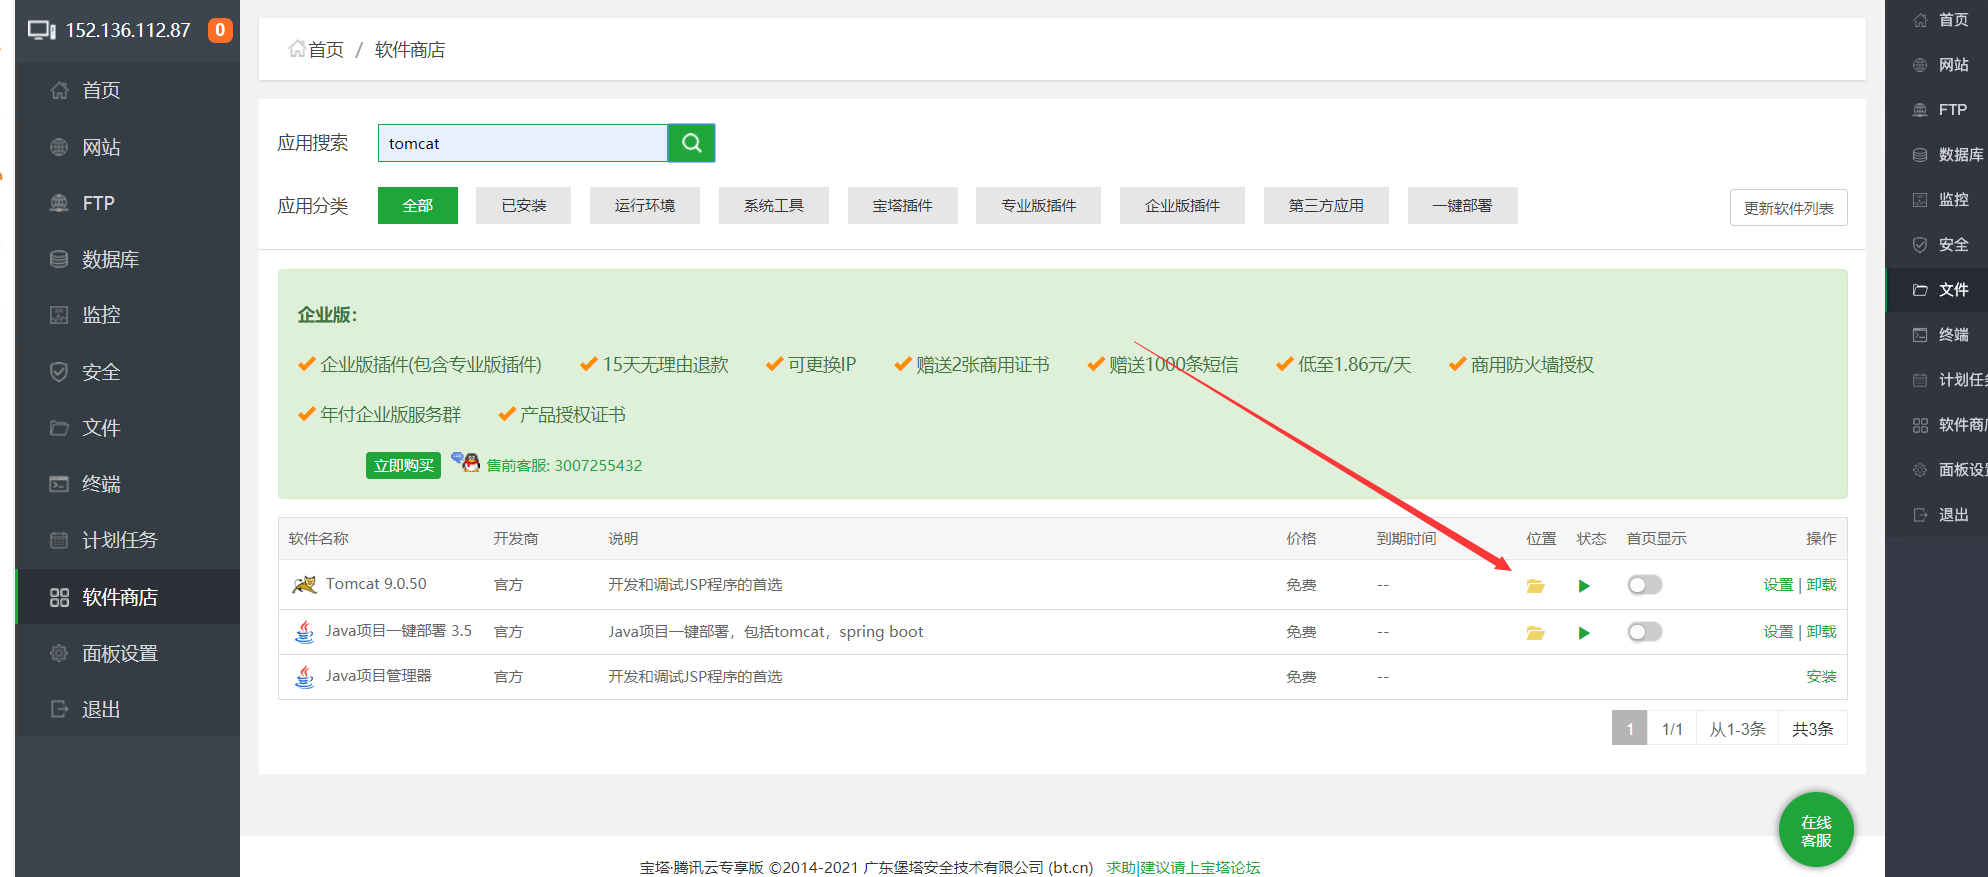 152.136.112.87 0
首页
网站
FTP
数据库
监控
安全
文件
终端
计划任务
软件商店
面板设置
退出
首页 / 软件商店
应用搜索 tomcat
应用分类 全部 已安装 运行环境 系统工具 宝塔插件 专业版插件 企业版插件 第三方应用 一键部署 更新软件列表
企业版：
企业版插件(包含专业版插件) 15天无理由退款 可更换IP 赠送2张商用证书 赠送1000条短信 低至1.86元/天 商用防火墙授权
年付企业版服务群 产品授权证书
立即购买 售前客服: 3007255432
软件名称 开发商 说明 价格 到期时间 位置 状态 首页显示 操作
Tomcat 9.0.50 官方 开发和调试JSP程序的首选 免费 -- 设置 | 卸载
Java项目一键部署 3.5 官方 Java项目一键部署，包括tomcat，spring boot 免费 -- 设置 | 卸载
Java项目管理器 官方 开发和调试JSP程序的首选 免费 -- 安装
1 1/1 从1-3条 共3条
在线
客服
宝塔·腾讯云专享版 ©2014-2021 广东堡塔安全技术有限公司 (bt.cn) 求助|建议请上宝塔论坛
首页
网站
FTP
数据库
监控
安全
文件
终端
计划任
软件商
面板设
退出